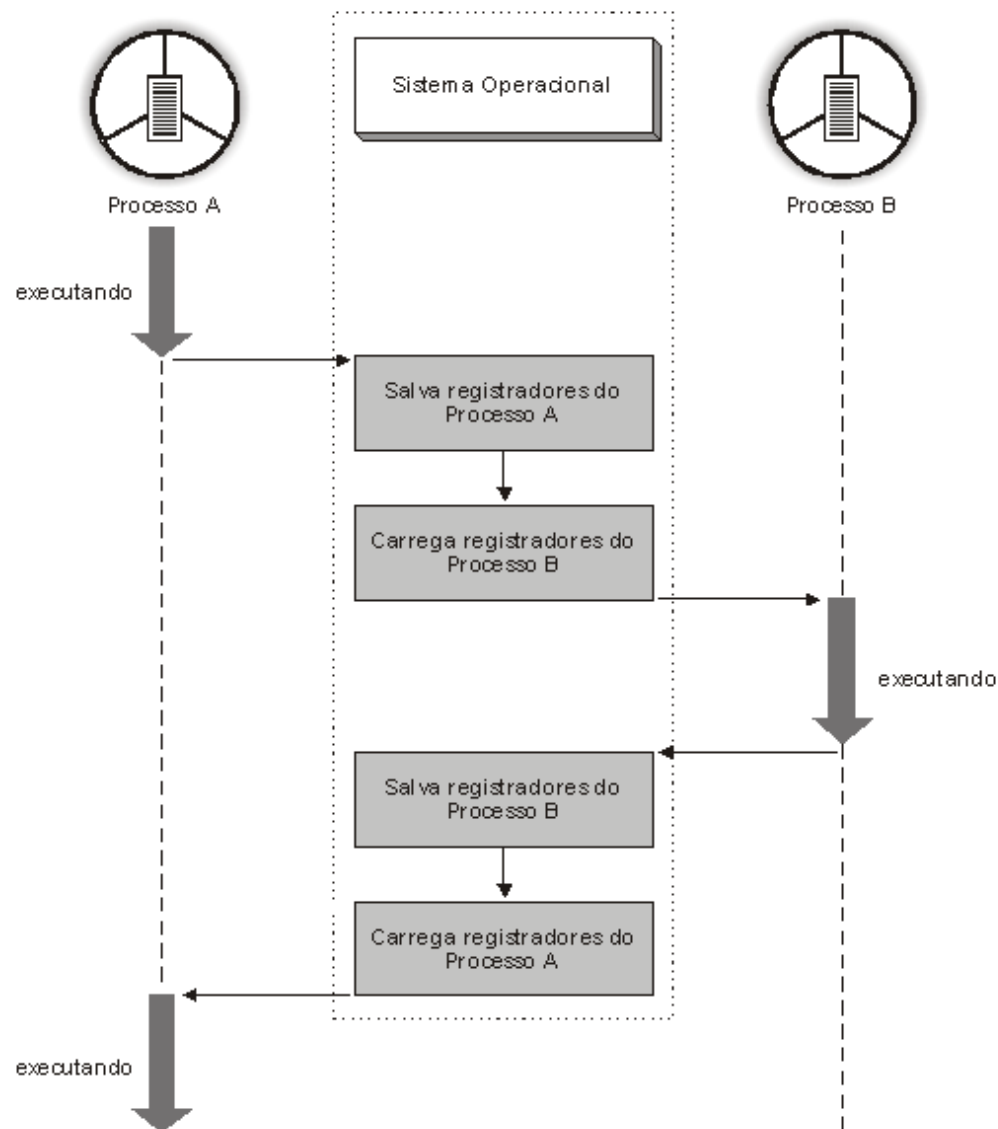 Sistema Operacional
Processo A
Processo B
executando
Salva registradores do
Processo A
Carrega registradores do
Processo B
executando
Salva registradores do
Processo B
Carrega registradores do
Processo A
executando